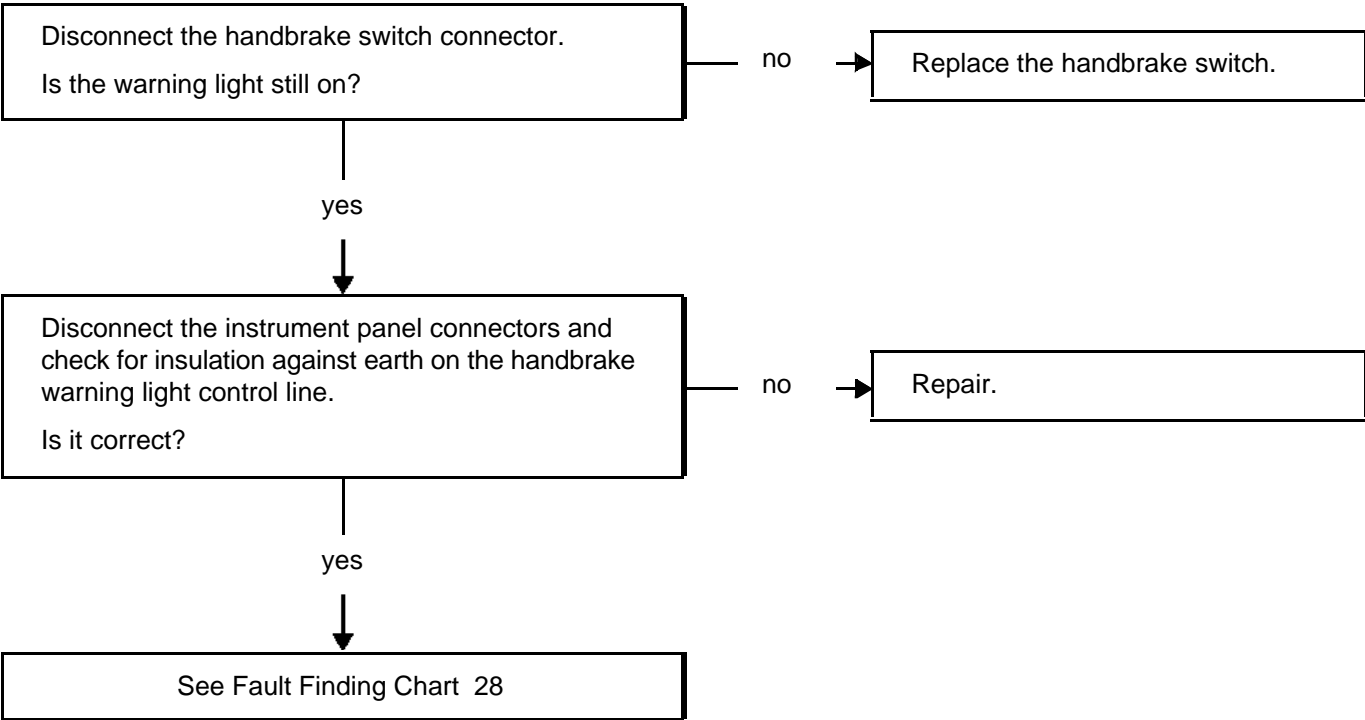 Disconnect the handbrake switch connector.
Is the warning light still on?
no
Replace the handbrake switch.
yes
Disconnect the instrument panel connectors and
check for insulation against earth on the handbrake
warning light control line.
Is it correct?
no
Repair.
yes
See Fault Finding Chart 28